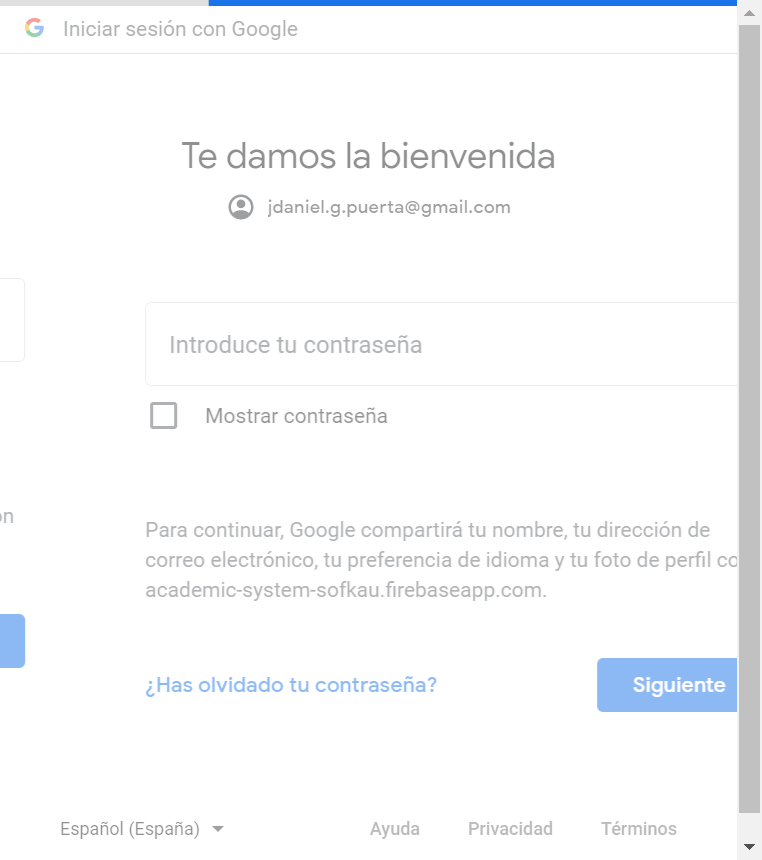 Iniciar sesión con Google
Te damos la bienvenida
jdaniel.g.puerta@gmail.com
Introduce tu contraseña
Mostrar contraseña
Para continuar, Google compartirá tu nombre, tu dirección de
correo electrónico, tu preferencia de idioma y tu foto de perfil co
academic-system-sofkau.firebaseapp.com.
¿Has olvidado tu contraseña?
Siguiente
Español (España)
Ayuda Privacidad Términos